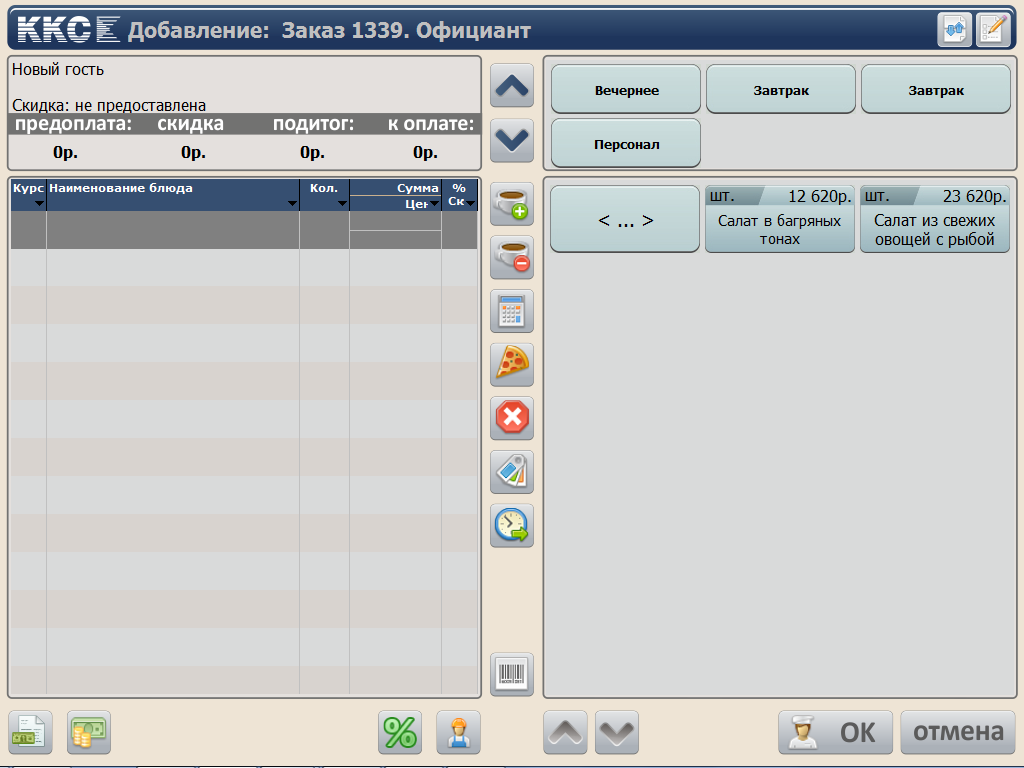 ККС Добавление: Заказ 1339. Официант
Новый гость
Скидка: не предоставлена
предоплата: скидка подитог: к оплате:
0р. 0р. 0р. 0р.
Вечернее Завтрак Завтрак
Персонал
Курс Наименование блюда Кол. Сумма %
Цен Ск
< ... >
шт. 12 620р.
Салат в багряных
тонах
шт. 23 620р.
Салат из свежих
овощей с рыбой
OK отмена